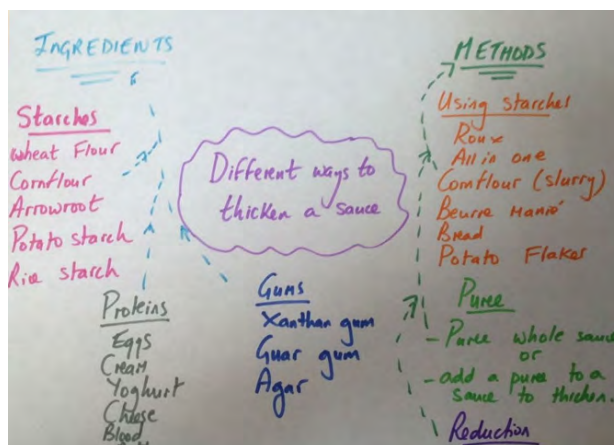 INGREDIENTS
Starches
Wheat Flour
Cornflour
Arrowroot
Potato starch
Rice starch
Proteins
Eggs
Cream
Yoghurt
Cheese
Blood
Different ways to
thicken a sauce
Gums
Xanthan gum
Guar gum
Agar
METHODS
Using starches
Roux
All in one
Cornflour (slurry)
Beurre Manié
Bread
Potato Flakes
Puree
- Puree whole sauce
or
- add a puree to a
sauce to thicken.
Reduction